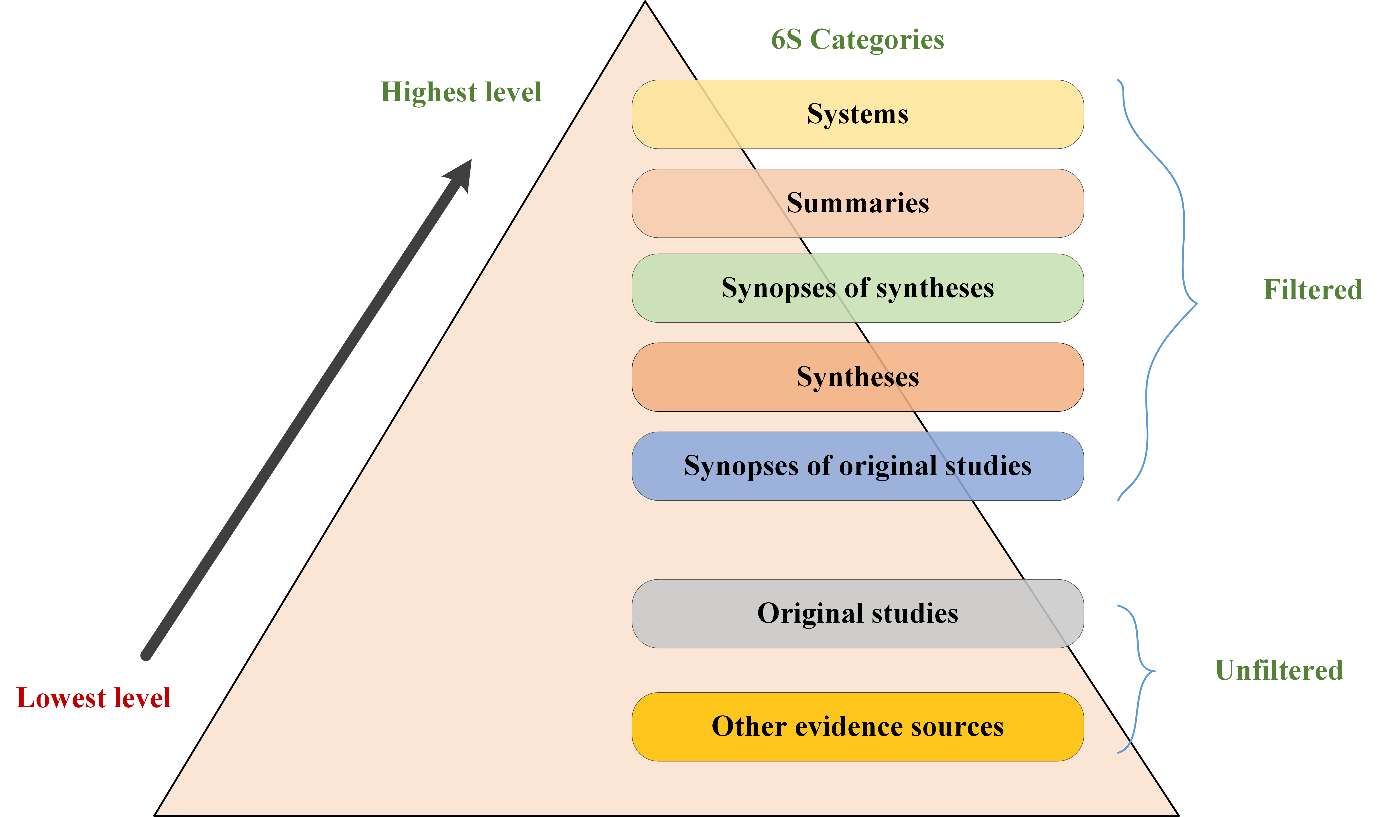 6S Categories
Highest level
Systems
Summaries
Synopses of syntheses
Filtered
Syntheses
Synopses of original studies
Original studies
Unfiltered
Lowest level
Other evidence sources